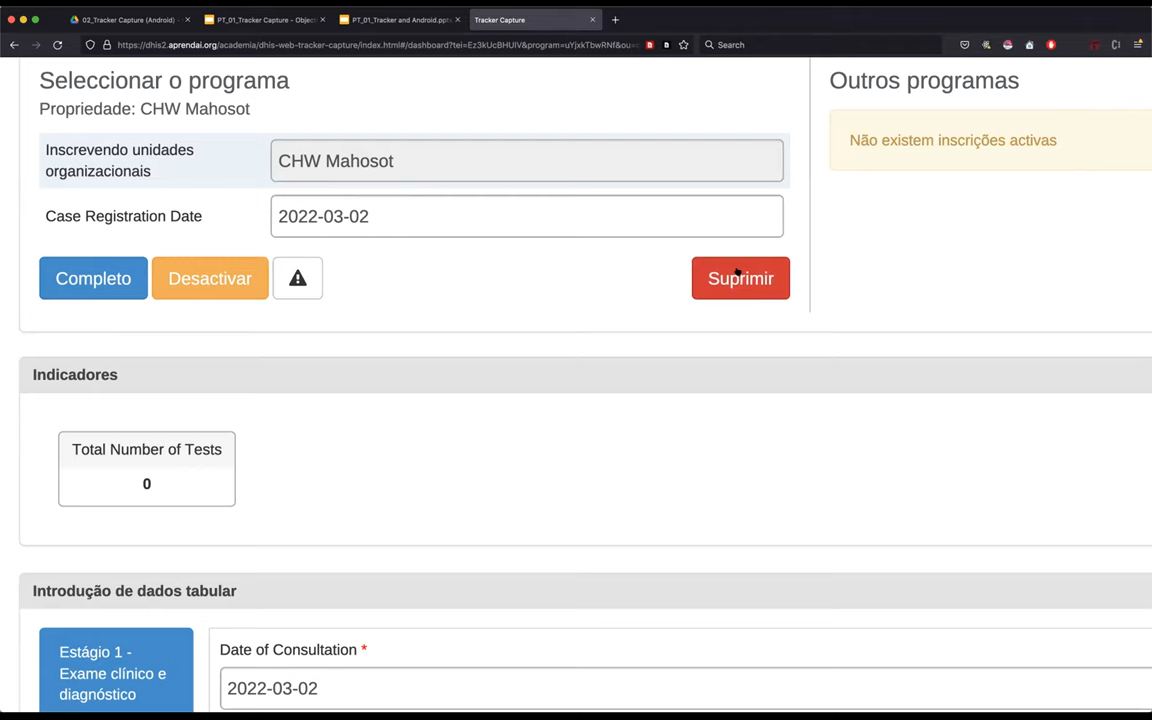 02_Tracker Capture (Android) -
PT_01_Tracker Capture - Object
PT_01_Tracker and Android.ppt
Tracker Capture
https://dhis2.aprendai.org/academia/dhis-web-tracker-capture/index.html#/dashboard?tei=Ez3kUcBHUIV&program=uYjxkTbwRNf&ou=
Search
Seleccionar o programa
Propriedade: CHW Mahosot
Inscrevendo unidades
organizacionais
CHW Mahosot
Case Registration Date
2022-03-02
Completo
Desactivar
Suprimir
Outros programas
Não existem inscrições activas
Indicadores
Total Number of Tests
0
Introdução de dados tabular
Estágio 1 -
Exame clínico e
diagnóstico
Date of Consultation *
2022-03-02